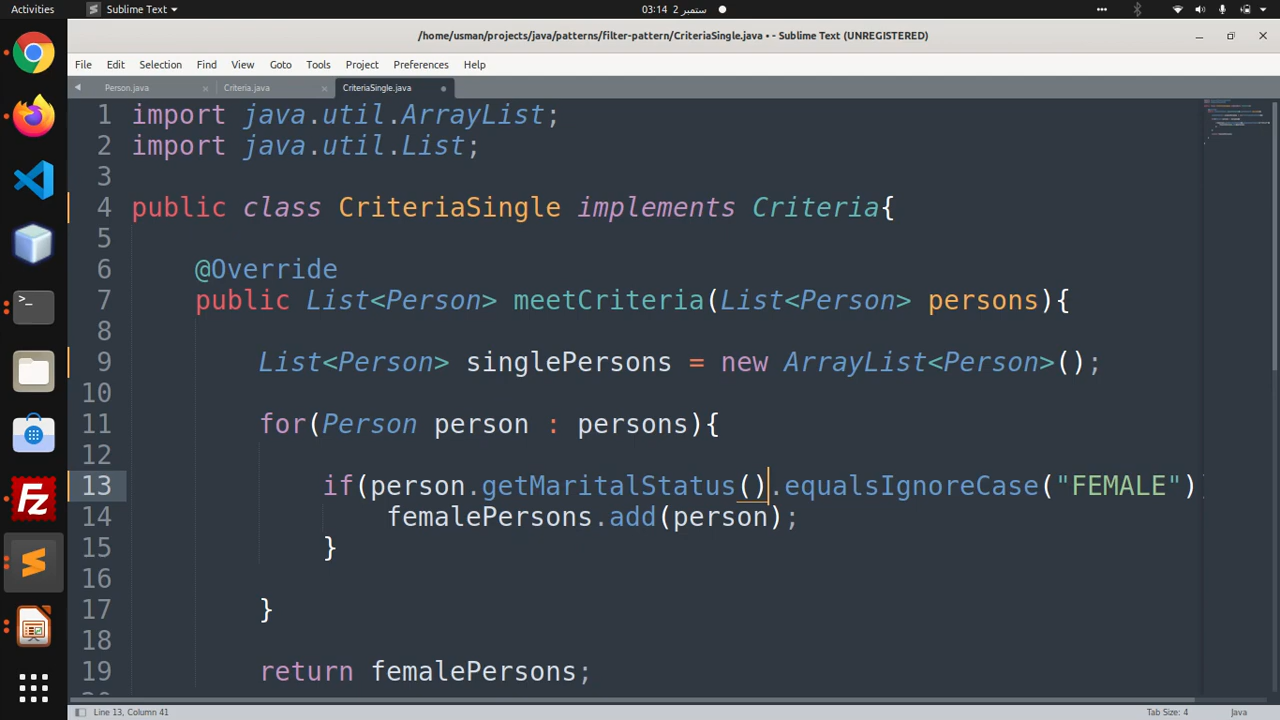 Activities
Sublime Text
03:14 2 ستمبر
/home/usman/projects/java/patterns/filter-pattern/CriteriaSingle.java • - Sublime Text (UNREGISTERED)
File Edit Selection Find View Goto Tools Project Preferences Help
Person.java Criteria.java CriteriaSingle.java
1 import java.util.ArrayList;
2 import java.util.List;
3
4 public class CriteriaSingle implements Criteria{
5
6 @Override
7 public List<Person> meetCriteria(List<Person> persons){
8
9 List<Person> singlePersons = new ArrayList<Person>();
10
11 for(Person person : persons){
12
13 if(person.getMaritalStatus().equalsIgnoreCase("FEMALE")
14 femalePersons.add(person);
15 }
16
17 }
18
19 return femalePersons;
Line 13, Column 41
Tab Size: 4
Java